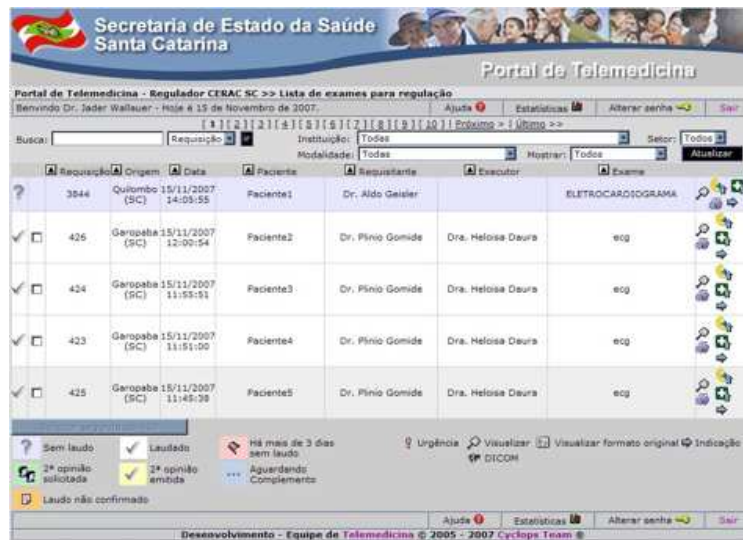 Secretaria de Estado da Saúde
Santa Catarina
Portal de Telemedicina
Portal de Telemedicina - Regulador CERAC SC >> Lista de exames para regulação
Benvindo Dr. Jader Wallauer - Hoje é 15 de Novembro de 2007. Ajuda Estatísticas Alterar senha Sair
[ 1 ] [ 2 ] [ 3 ] [ 4 ] [ 5 ] [ 6 ] [ 7 ] [ 8 ] [ 9 ] [ 10 ] | Próximo > | Último >>
Busca: Requisição Instituição: Todas Setor: Todos
Modalidade: Todas Mostrar: Todos Atualizar
Requisição Origem Data Paciente Requisitante Executor Exame
3844 Quilombo (SC) 15/11/2007 14:05:55 Paciente1 Dr. Aldo Geisler ELETROCARDIOGRAMA
426 Garopaba (SC) 15/11/2007 12:00:54 Paciente2 Dr. Plinio Gomide Dra. Heloisa Daura ecg
424 Garopaba (SC) 15/11/2007 11:55:51 Paciente3 Dr. Plinio Gomide Dra. Heloisa Daura ecg
423 Garopaba (SC) 15/11/2007 11:51:00 Paciente4 Dr. Plinio Gomide Dra. Heloisa Daura ecg
425 Garopaba (SC) 15/11/2007 11:45:38 Paciente5 Dr. Plinio Gomide Dra. Heloisa Daura ecg
? Sem laudo Laudado Há mais de 3 dias sem laudo Urgência Visualizar Visualizar formato original Indicação
DICOM
2ª opinião solicitada 2ª opinião emitida Aguardando Complemento
Laudo não confirmado
Ajuda Estatísticas Alterar senha Sair
Desenvolvimento - Equipe de Telemedicina © 2005 - 2007 Cyclops Team ®